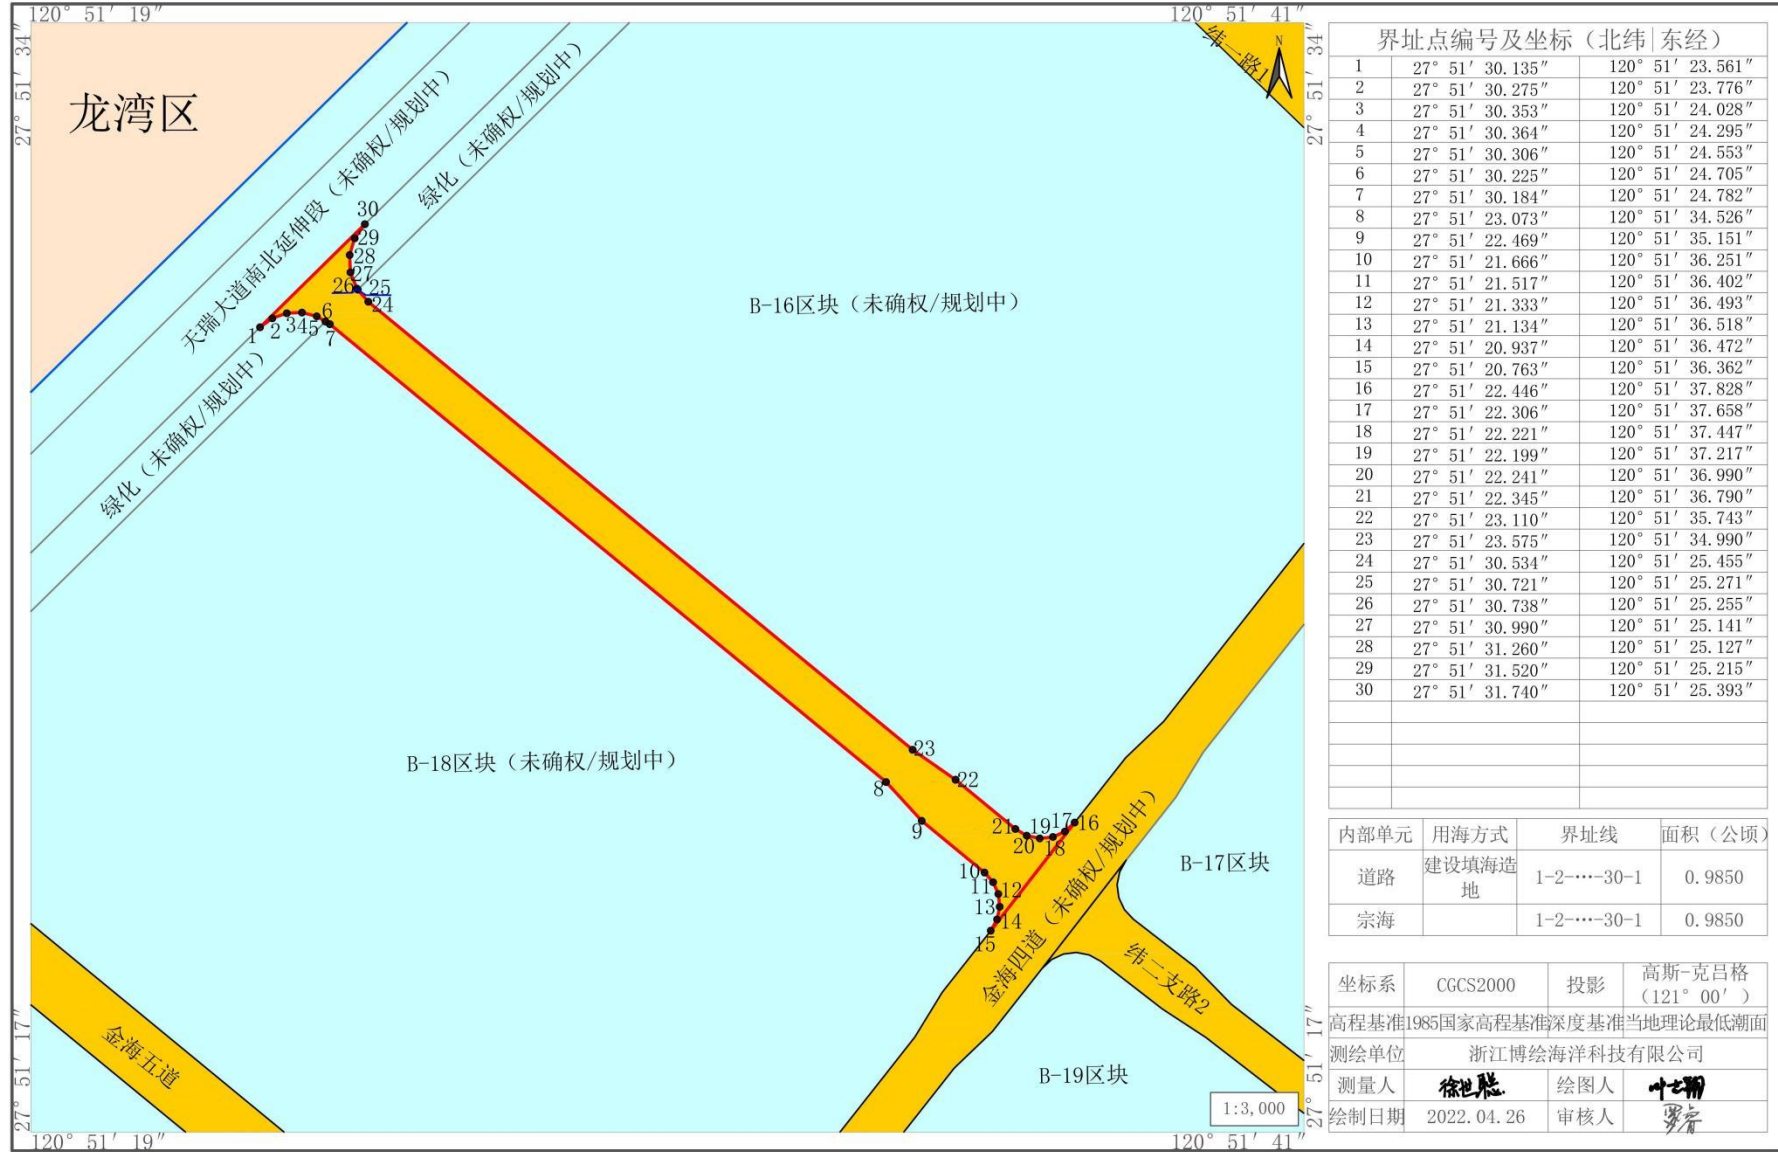 120° 51′ 19″
120° 51′ 41″
27° 51′ 34″
27° 51′ 34″
龙湾区
天瑞大道南北延伸段（未确权/规划中）
绿化（未确权/规划中）
绿化（未确权/规划中）
纬一路1
N
30
29
28
27
26
25
24
1
2
3
4
5
6
7
B-16区块（未确权/规划中）
B-18区块（未确权/规划中）
23
22
8
9
21
20
19
18
17
16
10
11
12
13
14
15
金海四道（未确权/规划中）
B-17区块
纬二支路2
B-19区块
金海五道
1:3,000
27° 51′ 17″
27° 51′ 17″
120° 51′ 19″
120° 51′ 41″
界址点编号及坐标（北纬|东经）
1 27° 51′ 30.135″ 120° 51′ 23.561″
2 27° 51′ 30.275″ 120° 51′ 23.776″
3 27° 51′ 30.353″ 120° 51′ 24.028″
4 27° 51′ 30.364″ 120° 51′ 24.295″
5 27° 51′ 30.306″ 120° 51′ 24.553″
6 27° 51′ 30.225″ 120° 51′ 24.705″
7 27° 51′ 30.184″ 120° 51′ 24.782″
8 27° 51′ 23.073″ 120° 51′ 34.526″
9 27° 51′ 22.469″ 120° 51′ 35.151″
10 27° 51′ 21.666″ 120° 51′ 36.251″
11 27° 51′ 21.517″ 120° 51′ 36.402″
12 27° 51′ 21.333″ 120° 51′ 36.493″
13 27° 51′ 21.134″ 120° 51′ 36.518″
14 27° 51′ 20.937″ 120° 51′ 36.472″
15 27° 51′ 20.763″ 120° 51′ 36.362″
16 27° 51′ 22.446″ 120° 51′ 37.828″
17 27° 51′ 22.306″ 120° 51′ 37.658″
18 27° 51′ 22.221″ 120° 51′ 37.447″
19 27° 51′ 22.199″ 120° 51′ 37.217″
20 27° 51′ 22.241″ 120° 51′ 36.990″
21 27° 51′ 22.345″ 120° 51′ 36.790″
22 27° 51′ 23.110″ 120° 51′ 35.743″
23 27° 51′ 23.575″ 120° 51′ 34.990″
24 27° 51′ 30.534″ 120° 51′ 25.455″
25 27° 51′ 30.721″ 120° 51′ 25.271″
26 27° 51′ 30.738″ 120° 51′ 25.255″
27 27° 51′ 30.990″ 120° 51′ 25.141″
28 27° 51′ 31.260″ 120° 51′ 25.127″
29 27° 51′ 31.520″ 120° 51′ 25.215″
30 27° 51′ 31.740″ 120° 51′ 25.393″
内部单元 用海方式 界址线 面积（公顷）
道路 建设填海造地 1-2-…-30-1 0.9850
宗海 1-2-…-30-1 0.9850
坐标系 CGCS2000 投影 高斯-克吕格（121° 00′）
高程基准 1985国家高程基准 深度基准 当地理论最低潮面
测绘单位 浙江博绘海洋科技有限公司
测量人 徐世聪 绘图人
绘制日期 2022.04.26 审核人